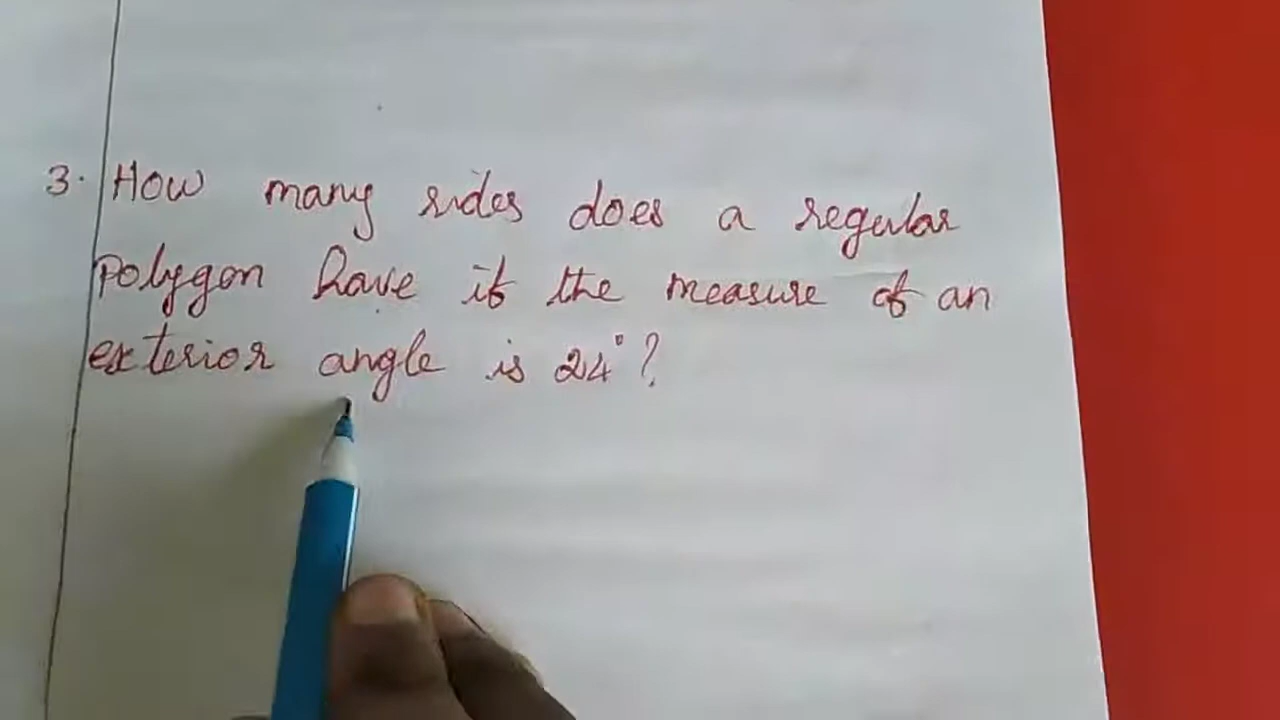 3. How many sides does a regular
polygon have if the measure of an
exterior angle is 24°?